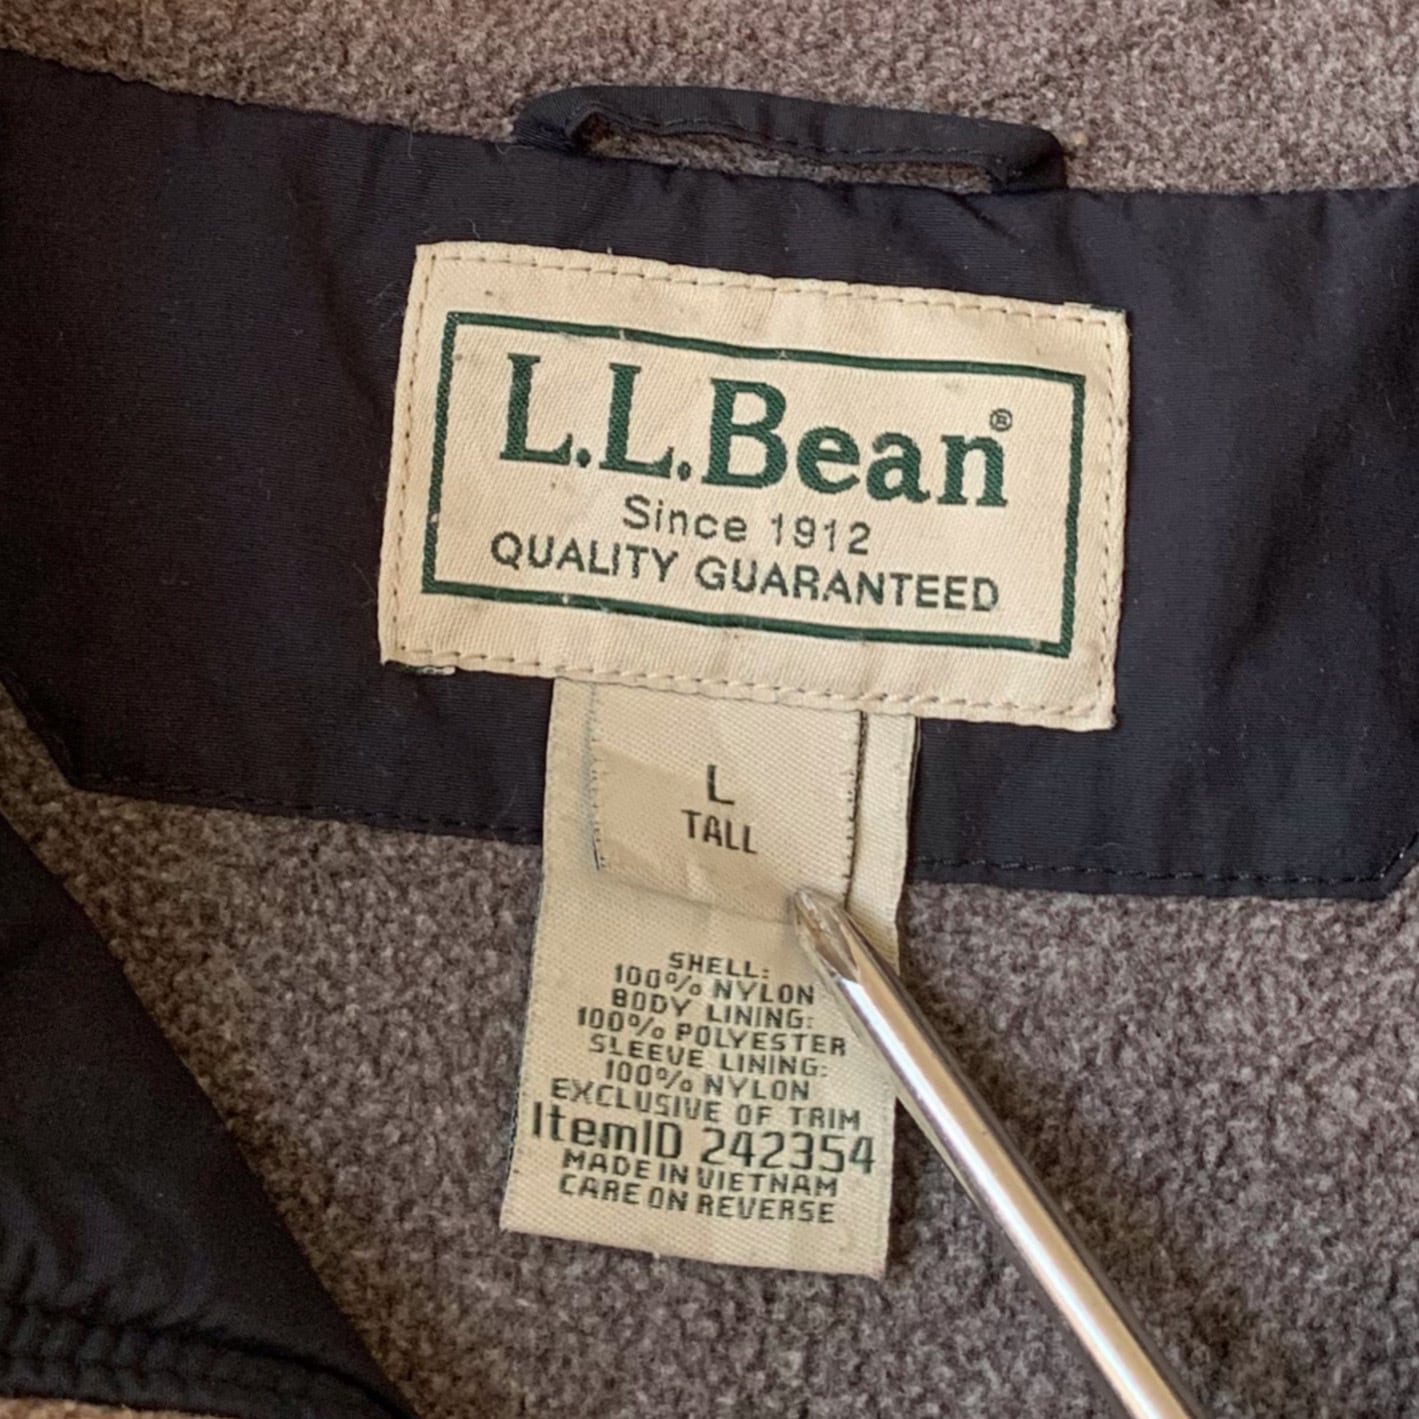 L.L.Bean®
Since 1912
QUALITY GUARANTEED
L
TALL
SHELL:
100% NYLON
BODY LINING:
100% POLYESTER
SLEEVE LINING:
100% NYLON
EXCLUSIVE OF TRIM
ItemID 242354
MADE IN VIETNAM
CARE ON REVERSE